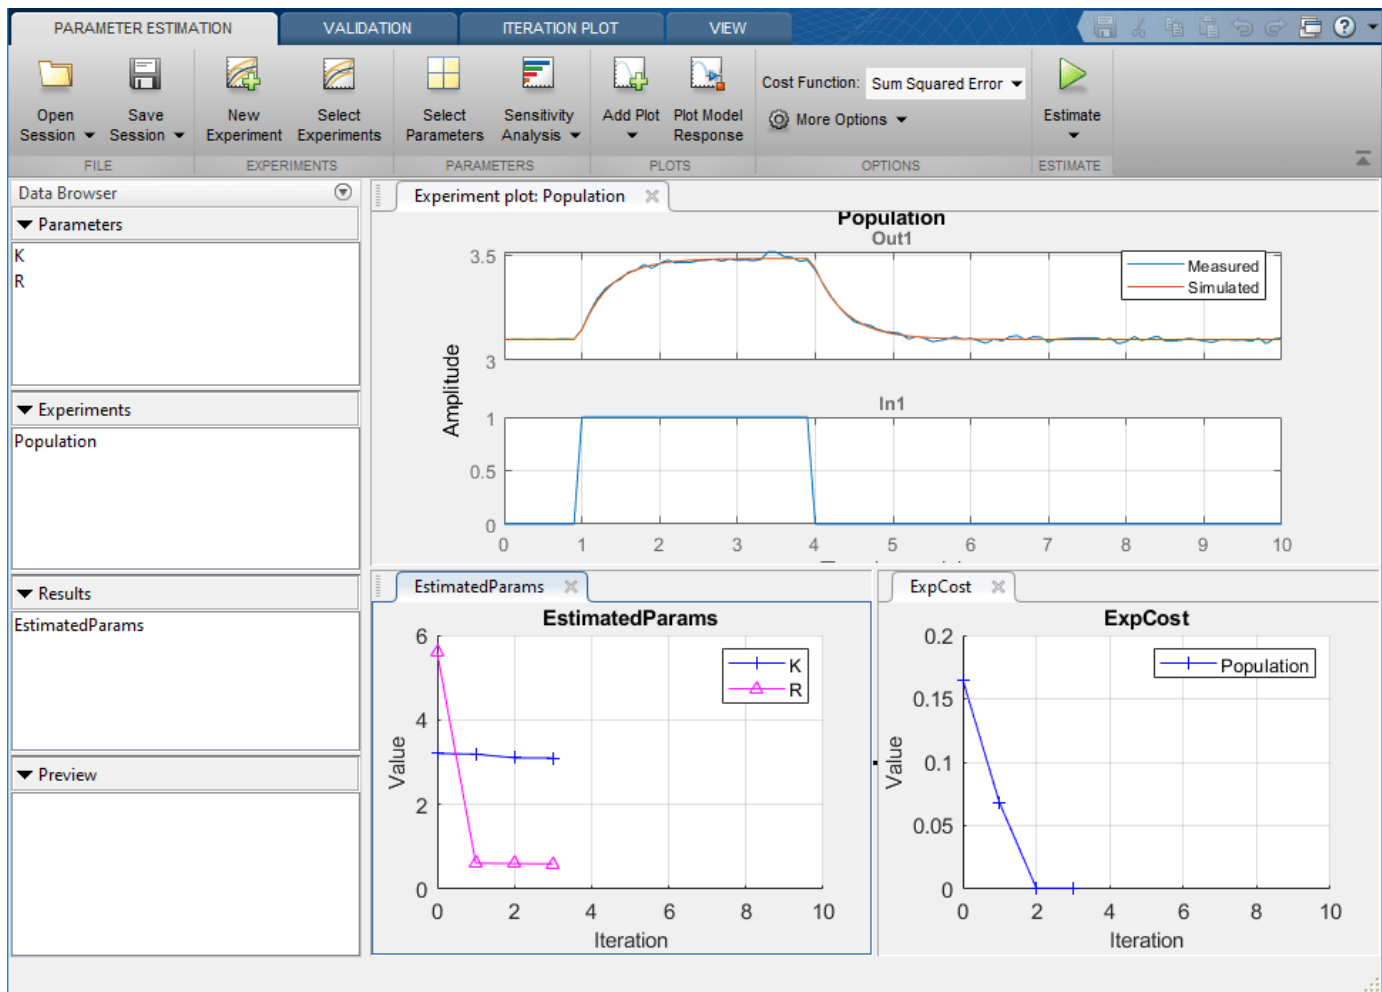 PARAMETER ESTIMATION VALIDATION ITERATION PLOT VIEW
Open Session Save Session New Experiment Select Experiments Select Parameters Sensitivity Analysis Add Plot Plot Model Response Cost Function: Sum Squared Error More Options Estimate
FILE EXPERIMENTS PARAMETERS PLOTS OPTIONS ESTIMATE
Data Browser
Parameters
K
R
Experiments
Population
Results
EstimatedParams
Preview
Experiment plot: Population
Population
Out1
3.5
3
Measured
Simulated
Amplitude
In1
1
0.5
0
0 1 2 3 4 5 6 7 8 9 10
EstimatedParams
EstimatedParams
6
4
2
0
K
R
Value
0 2 4 6 8 10
Iteration
ExpCost
ExpCost
0.2
0.15
0.1
0.05
0
Population
Value
0 2 4 6 8 10
Iteration